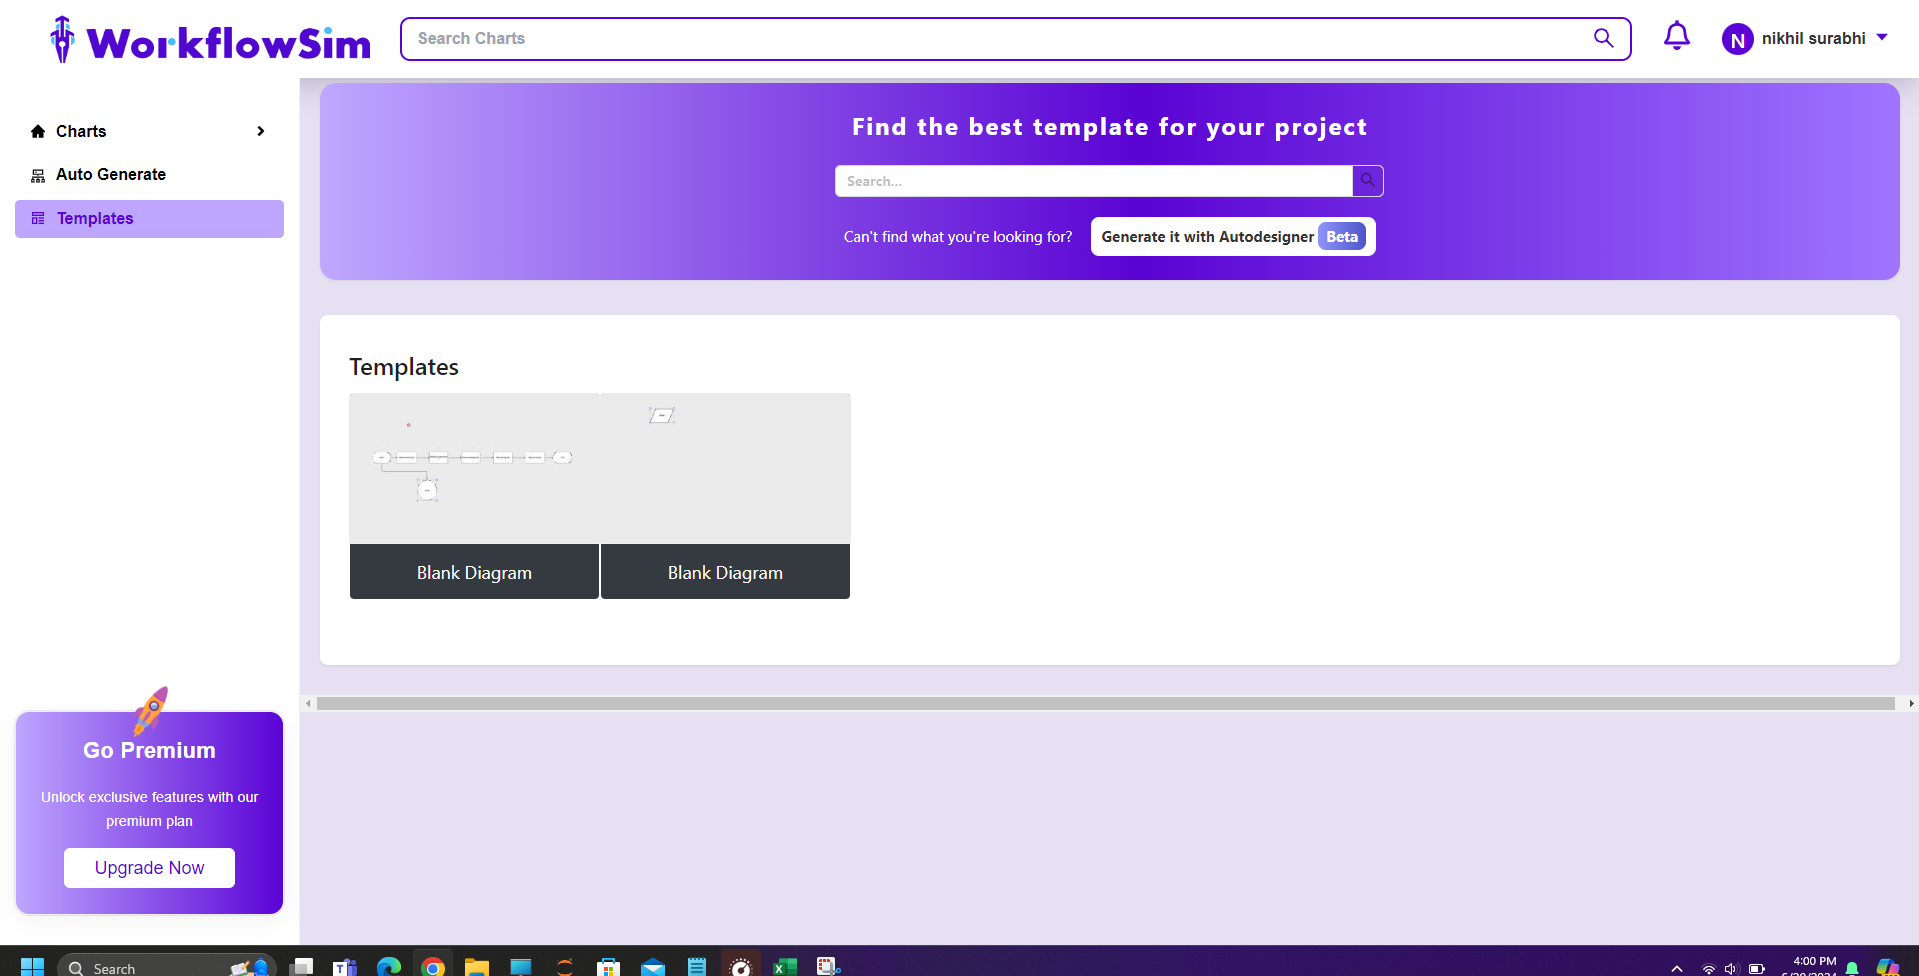 WorkflowSim
Search Charts
N
nikhil surabhi
Charts
Auto Generate
Templates
Find the best template for your project
Search...
Can't find what you're looking for?
Generate it with Autodesigner Beta
Templates
Blank Diagram
Blank Diagram
Go Premium
Unlock exclusive features with our
premium plan
Upgrade Now
Search
4:00 PM